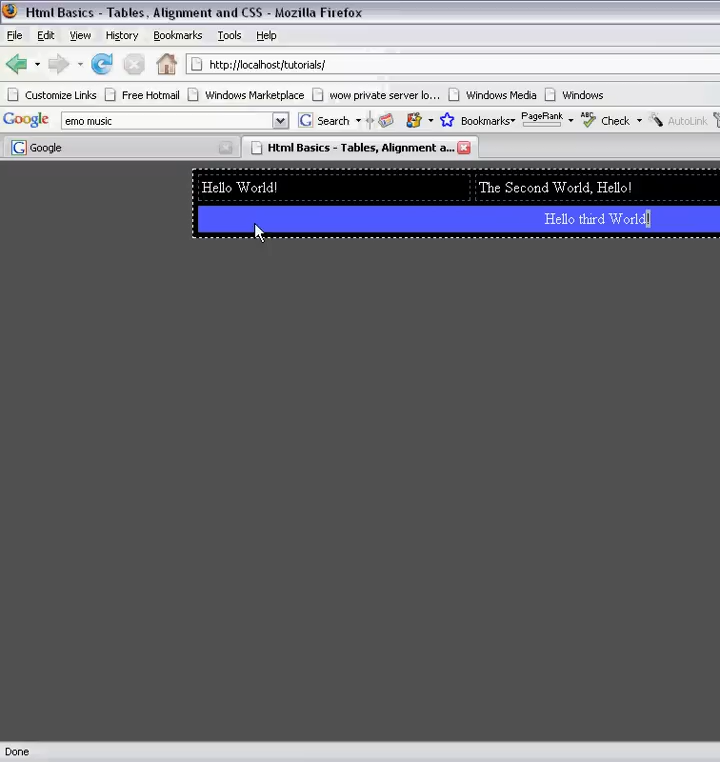 Html Basics - Tables, Alignment and CSS - Mozilla Firefox
File Edit View History Bookmarks Tools Help
http://localhost/tutorials/
Customize Links Free Hotmail Windows Marketplace wow private server lo... Windows Media Windows
Google emo music Search Bookmarks PageRank ABC Check AutoLink
Google Html Basics - Tables, Alignment a...
Hello World! The Second World, Hello!
Hello third World!
Done